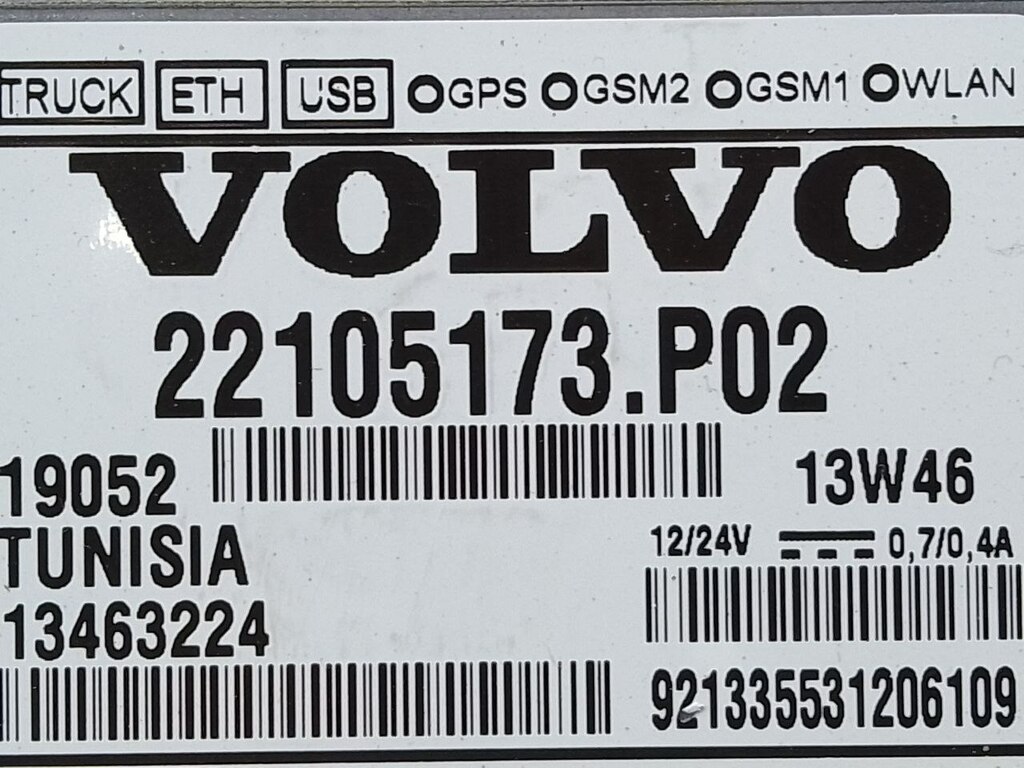 TRUCK ETH USB GPS GSM2 GSM1 WLAN
VOLVO
22105173.P02
19052 13W46
TUNISIA 12/24V 0,7/0,4A
13463224
921335531206109